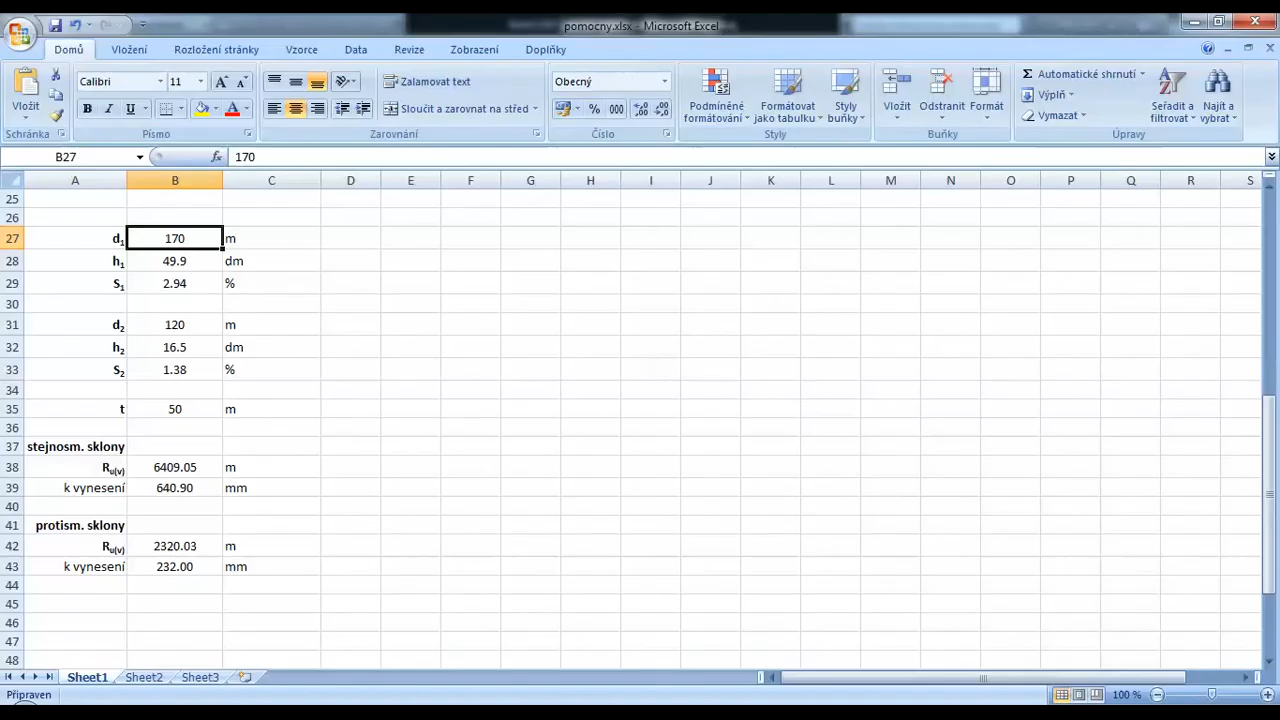 pomocny.xlsx - Microsoft Excel
Domů Vložení Rozložení stránky Vzorce Data Revize Zobrazení Doplňky
Calibri 11 Zalamovat text Obecný Σ Automatické shrnutí
Vložit Podmíněné formátování Formátovat jako tabulku Styly buňky Vložit Odstranit Formát Výplň Seřadit a filtrovat Najít a vybrat
B I U Sloučit a zarovnat na střed % 000 Vymazat
Schránka Písmo Zarovnání Číslo Styly Buňky Úpravy
B27 fx 170
A B C D E F G H I J K L M N O P Q R S
25
26
27 d1 170 m
28 h1 49.9 dm
29 S1 2.94 %
30
31 d2 120 m
32 h2 16.5 dm
33 S2 1.38 %
34
35 t 50 m
36
37 stejnosm. sklony
38 Ru(v) 6409.05 m
39 k vynesení 640.90 mm
40
41 protism. sklony
42 Ru(v) 2320.03 m
43 k vynesení 232.00 mm
44
45
46
47
48
Sheet1 Sheet2 Sheet3
Připraven 100 %